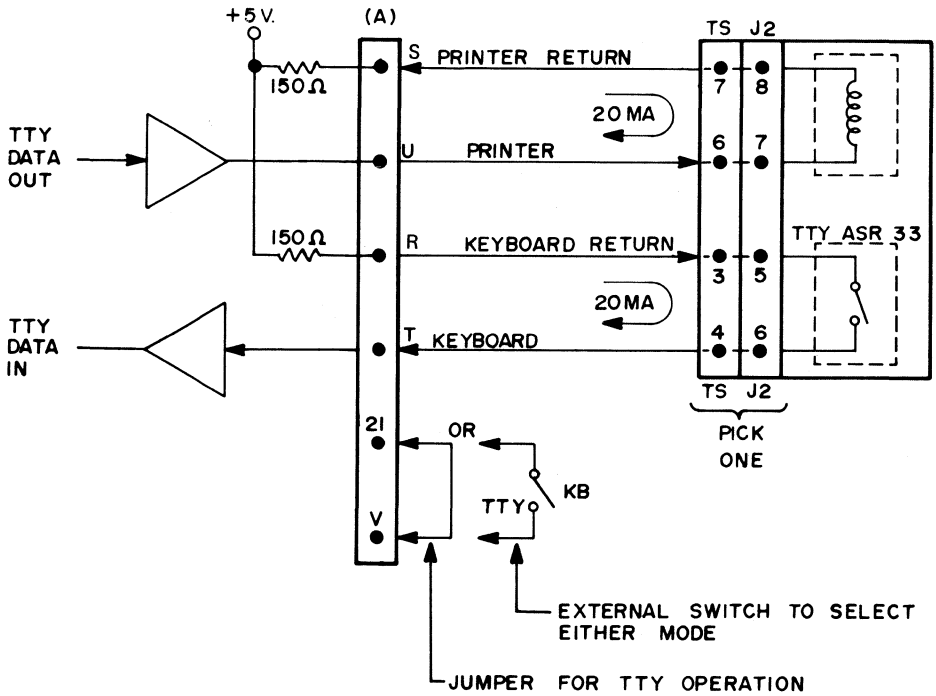 +5V.
(A)
TS J2
S
PRINTER RETURN
150Ω
7 8
20 MA
TTY
DATA
OUT
U
PRINTER
6 7
150Ω
R
KEYBOARD RETURN
TTY ASR 33
3 5
20 MA
TTY
DATA
IN
T
KEYBOARD
4 6
TS J2
21
OR
PICK
ONE
KB
TTY
V
EXTERNAL SWITCH TO SELECT
EITHER MODE
JUMPER FOR TTY OPERATION